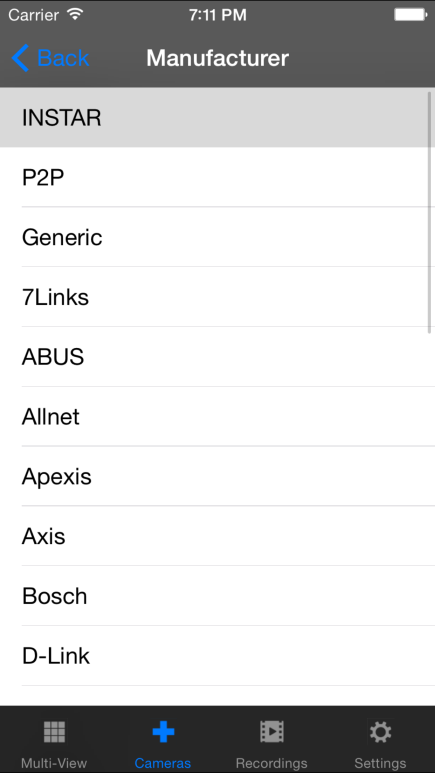 Carrier 7:11 PM
Back Manufacturer
INSTAR
P2P
Generic
7Links
ABUS
Allnet
Apexis
Axis
Bosch
D-Link
Multi-View Cameras Recordings Settings